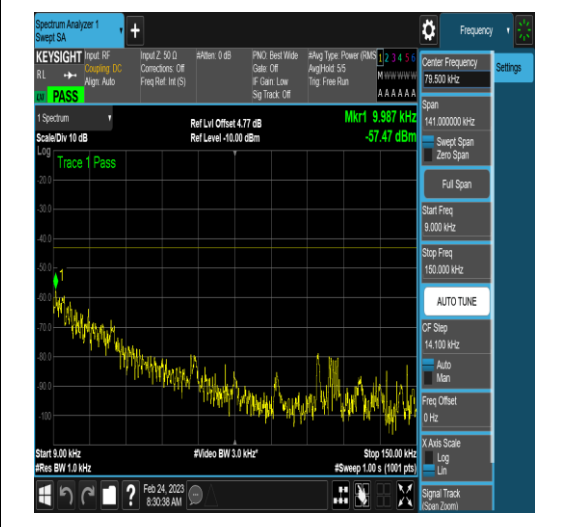 Spectrum Analyzer 1
Swept SA
Frequency
KEYSIGHT
Input: RF
Coupling: DC
Align: Auto
RL
PASS
Input Z: 50 Ω
Corrections: Off
Freq Ref: Int (S)
#Atten: 0 dB
PNO: Best Wide
Gate: Off
IF Gain: Low
Sig Track: Off
#Avg Type: Power (RMS
Avg|Hold: 5/5
Trig: Free Run
1 2 3 4 5 6
M W W W W W
A A A A A A
1 Spectrum
Scale/Div 10 dB
Ref Lvl Offset 4.77 dB
Ref Level -10.00 dBm
Mkr1 9.987 kHz
-57.47 dBm
Log
Trace 1 Pass
1
-20.0
-30.0
-40.0
-50.0
-60.0
-70.0
-80.0
-90.0
-100
Start 9.00 kHz
#Res BW 1.0 kHz
#Video BW 3.0 kHz*
Stop 150.00 kHz
#Sweep 1.00 s (1001 pts)
?
Feb 24, 2023
8:30:38 AM
Center Frequency
79.500 kHz
Settings
Span
141.000000 kHz
Swept Span
Zero Span
Full Span
Start Freq
9.000 kHz
Stop Freq
150.000 kHz
AUTO TUNE
CF Step
14.100 kHz
Auto
Man
Freq Offset
0 Hz
X Axis Scale
Log
Lin
Signal Track
(Span Zoom)